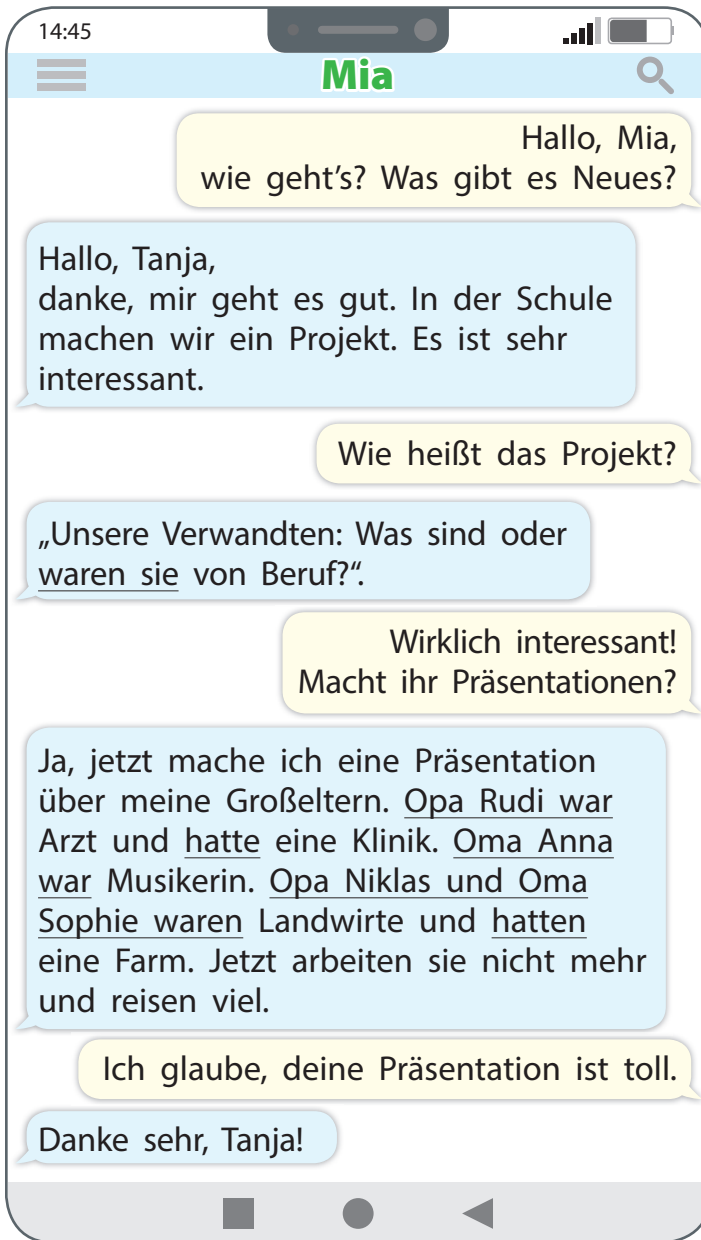 14:45
Mia
Hallo, Mia,
wie geht's? Was gibt es Neues?
Hallo, Tanja,
danke, mir geht es gut. In der Schule
machen wir ein Projekt. Es ist sehr
interessant.
Wie heißt das Projekt?
„Unsere Verwandten: Was sind oder
waren sie von Beruf?“.
Wirklich interessant!
Macht ihr Präsentationen?
Ja, jetzt mache ich eine Präsentation
über meine Großeltern. Opa Rudi war
Arzt und hatte eine Klinik. Oma Anna
war Musikerin. Opa Niklas und Oma
Sophie waren Landwirte und hatten
eine Farm. Jetzt arbeiten sie nicht mehr
und reisen viel.
Ich glaube, deine Präsentation ist toll.
Danke sehr, Tanja!